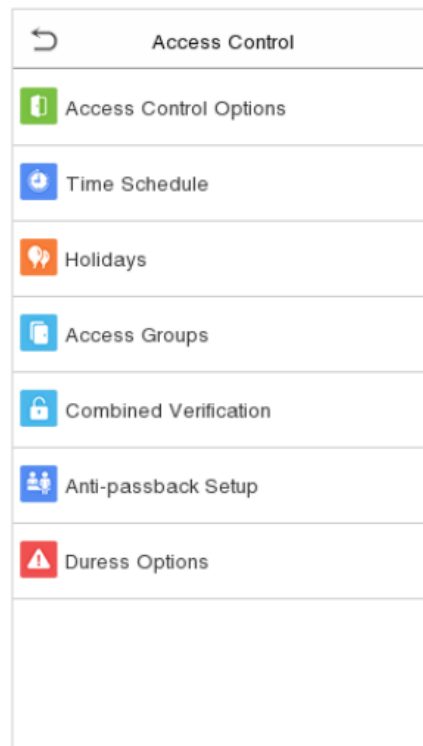 Access Control
Access Control Options
Time Schedule
Holidays
Access Groups
Combined Verification
Anti-passback Setup
Duress Options